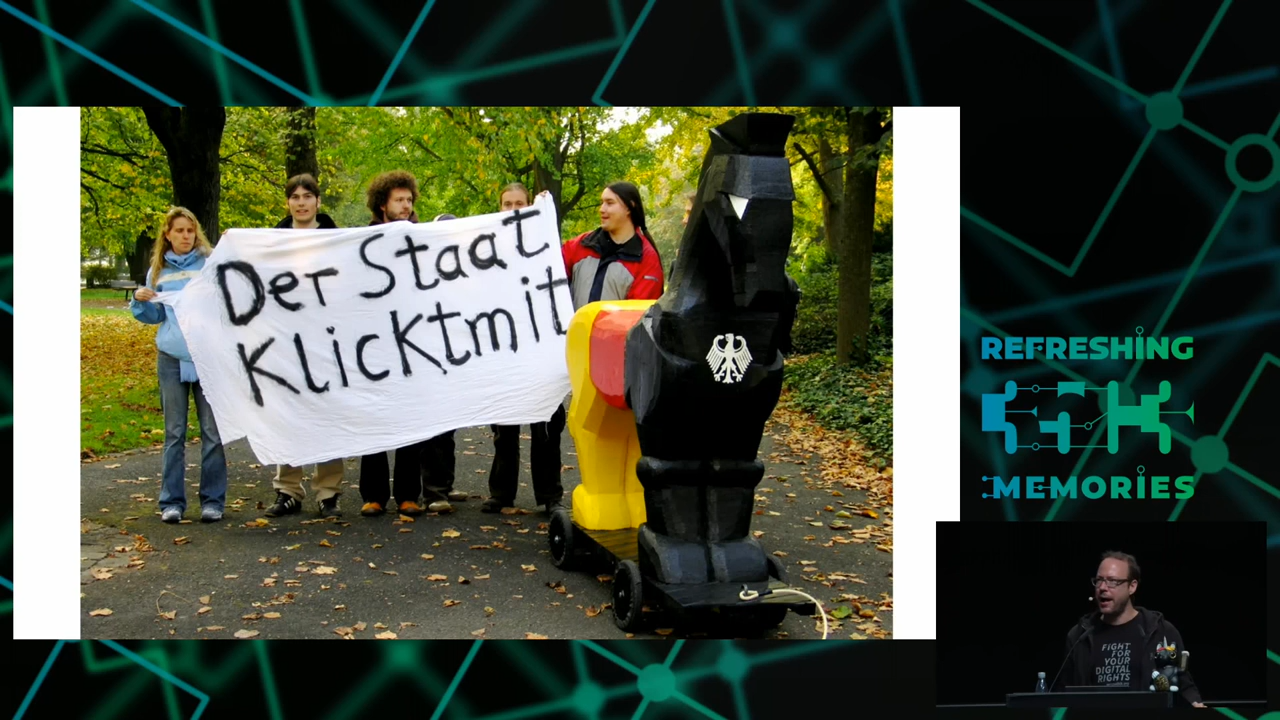 Der Staat
Klicktmit
REFRESHING
MEMORIES
FIGHT
FOR
YOUR
DIGITAL
RIGHTS